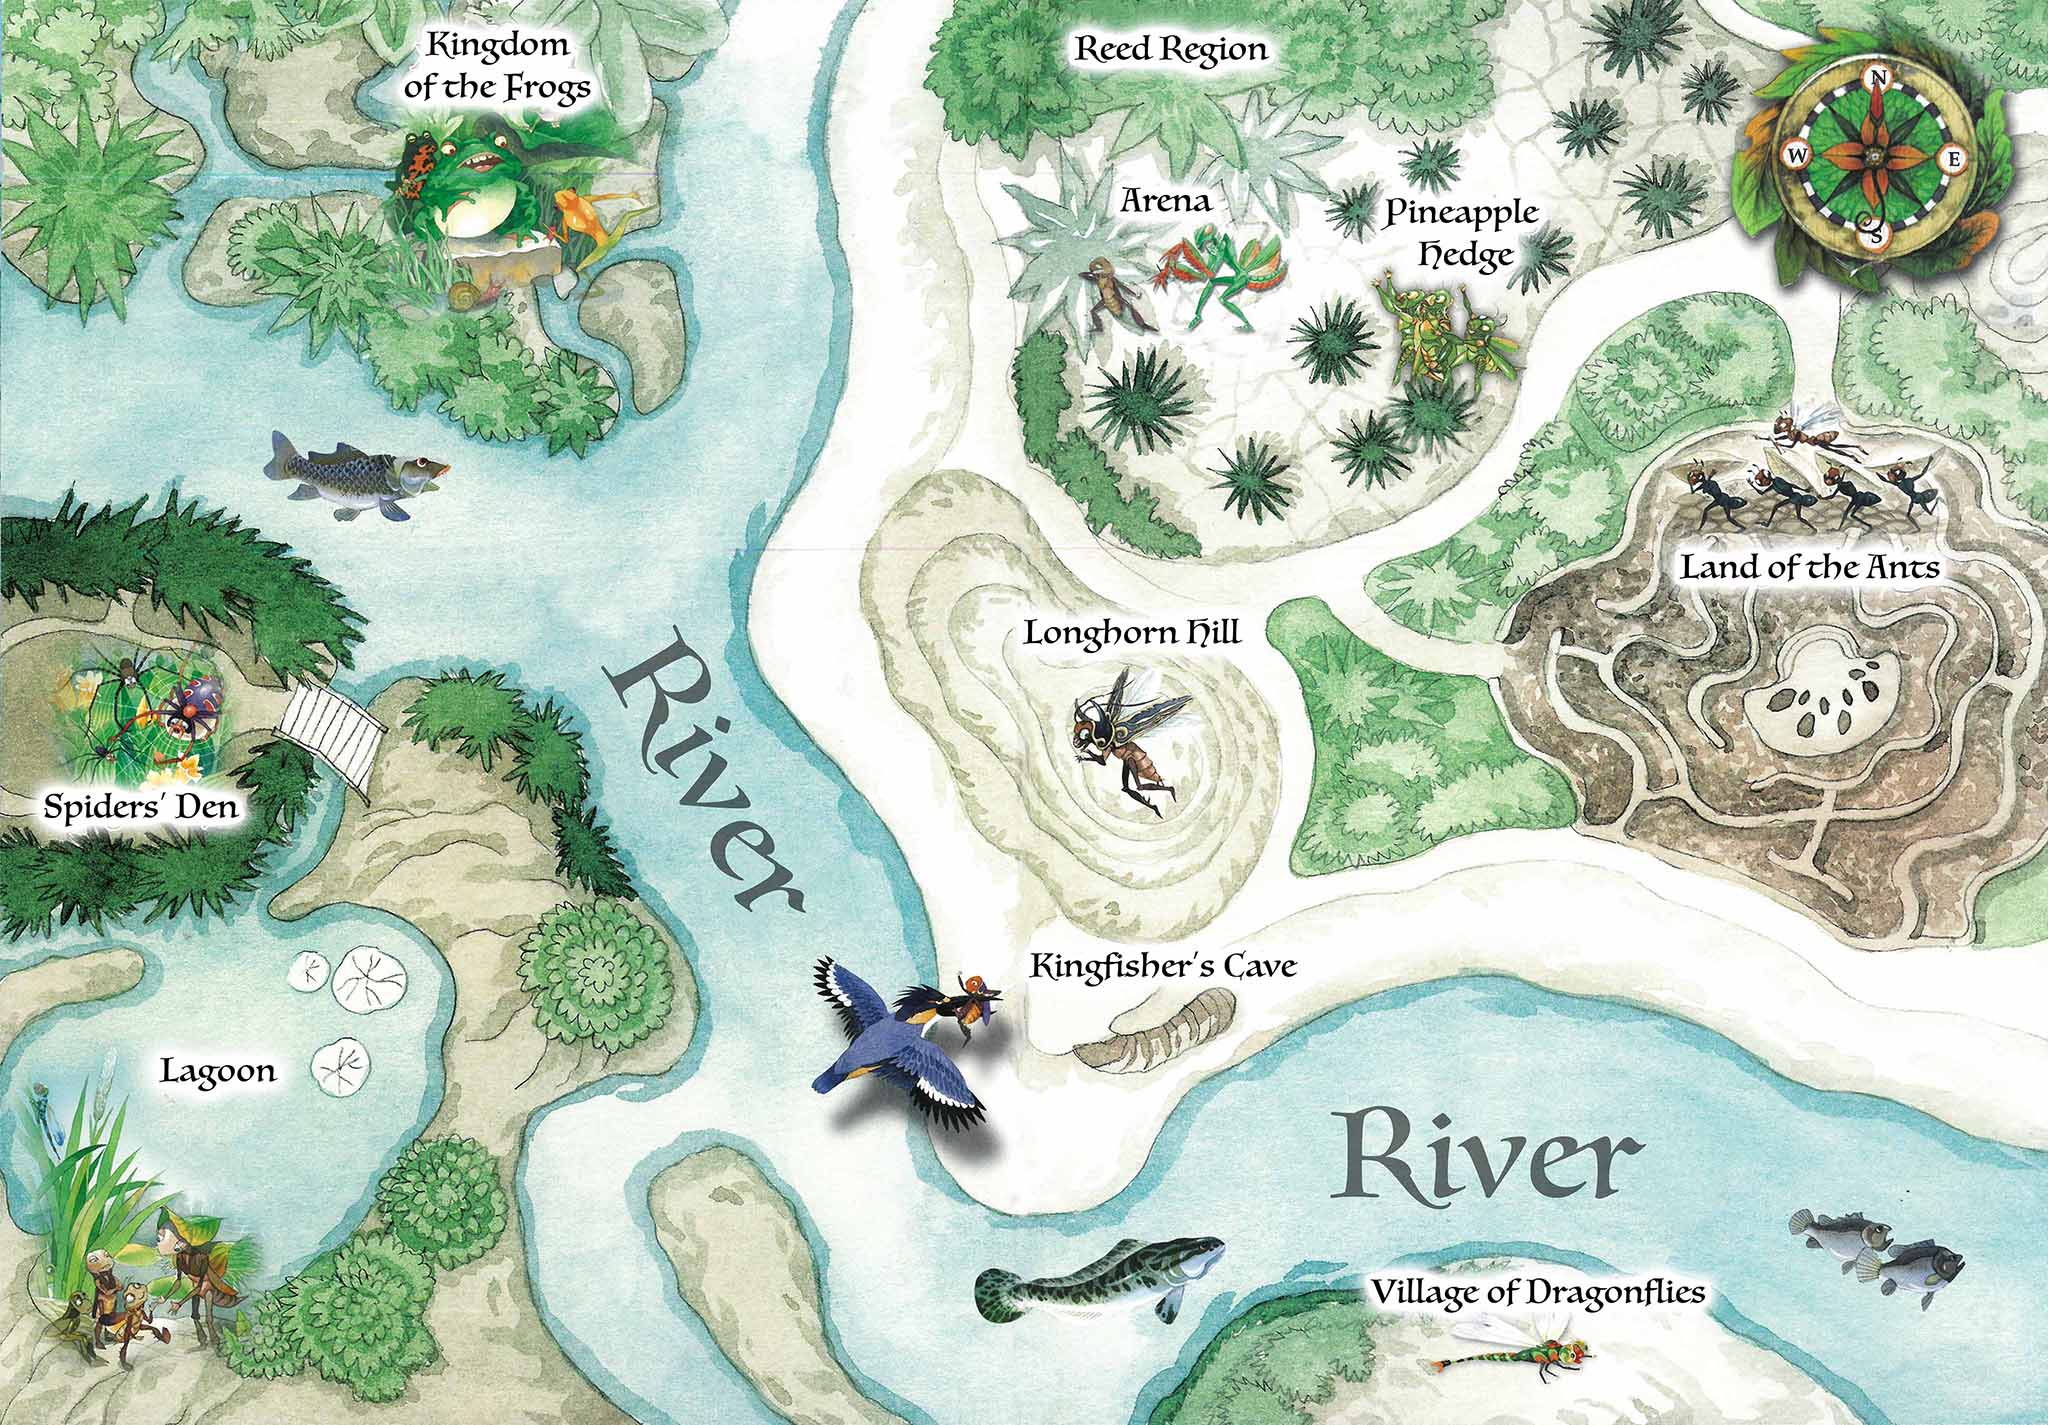 Kingdom
of the Frogs
Reed Region
N
W
E
S
Arena
Pineapple
Hedge
Land of the Ants
Longhorn Hill
River
Spiders' Den
Kingfisher's Cave
Lagoon
River
Village of Dragonflies